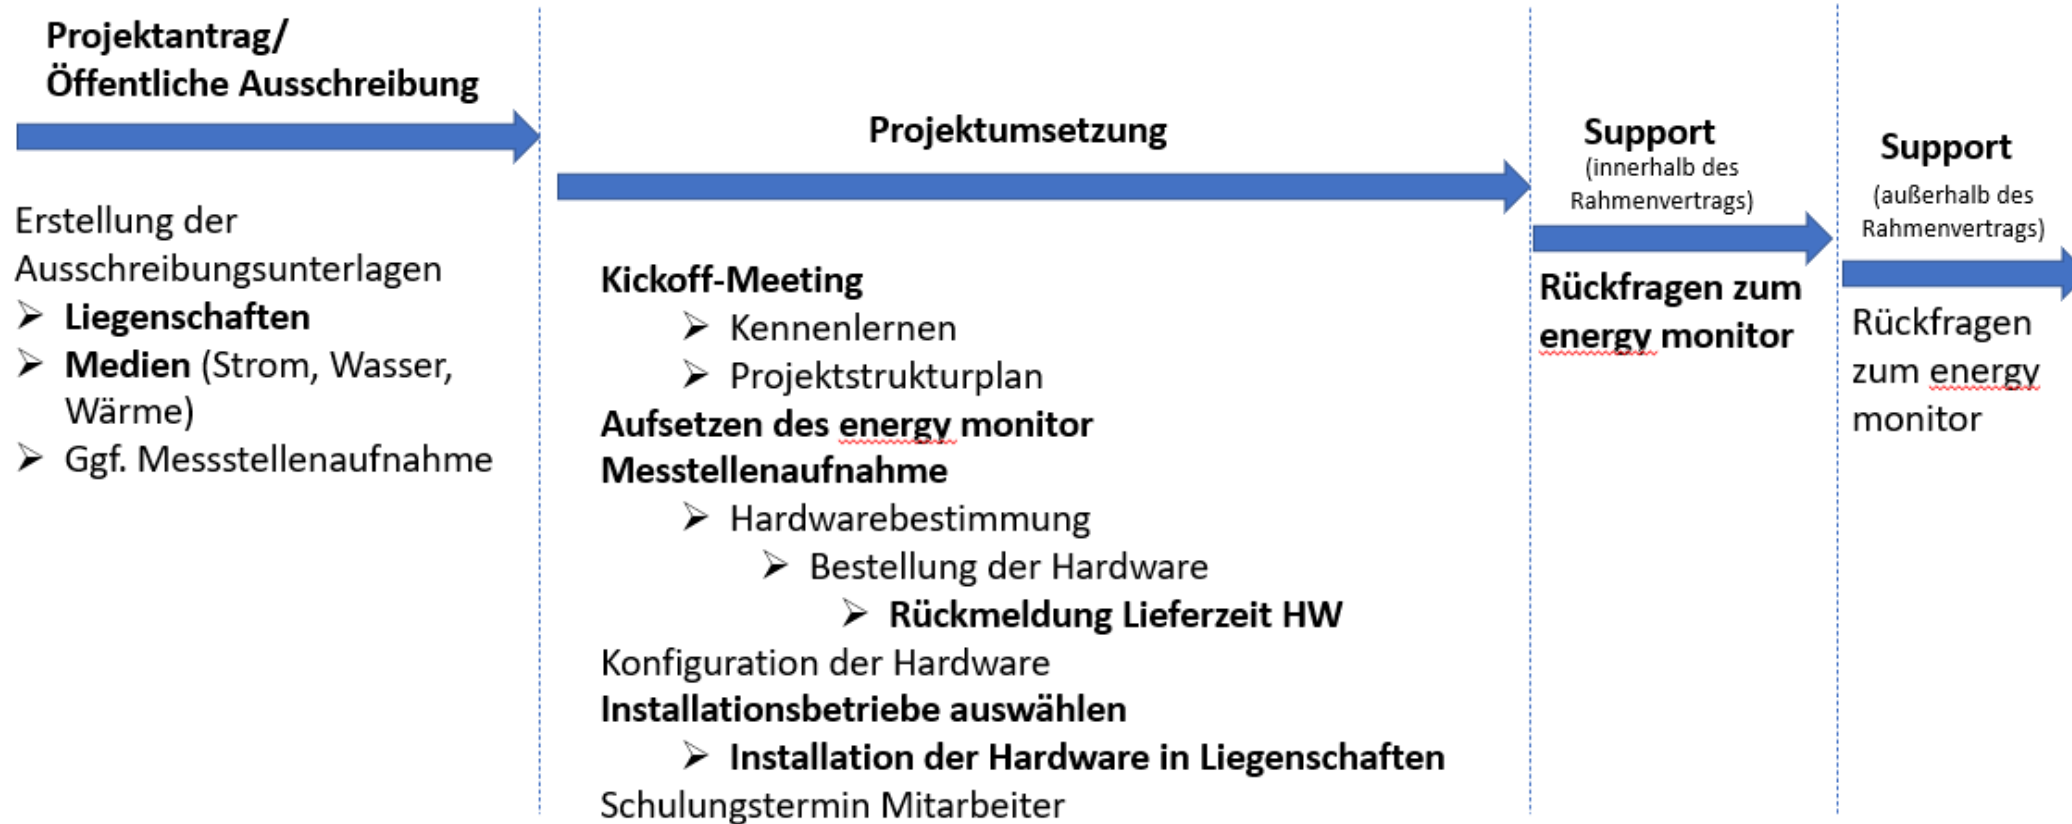 Projektantrag/
Öffentliche Ausschreibung
Erstellung der
Ausschreibungsunterlagen
➢ Liegenschaften
➢ Medien (Strom, Wasser,
Wärme)
➢ Ggf. Messstellenaufnahme
Projektumsetzung
Kickoff-Meeting
➢ Kennenlernen
➢ Projektstrukturplan
Aufsetzen des energy monitor
Messtellenaufnahme
➢ Hardwarebestimmung
➢ Bestellung der Hardware
➢ Rückmeldung Lieferzeit HW
Konfiguration der Hardware
Installationsbetriebe auswählen
➢ Installation der Hardware in Liegenschaften
Schulungstermin Mitarbeiter
Support
(innerhalb des
Rahmenvertrags)
Rückfragen zum
energy monitor
Support
(außerhalb des
Rahmenvertrags)
Rückfragen
zum energy
monitor